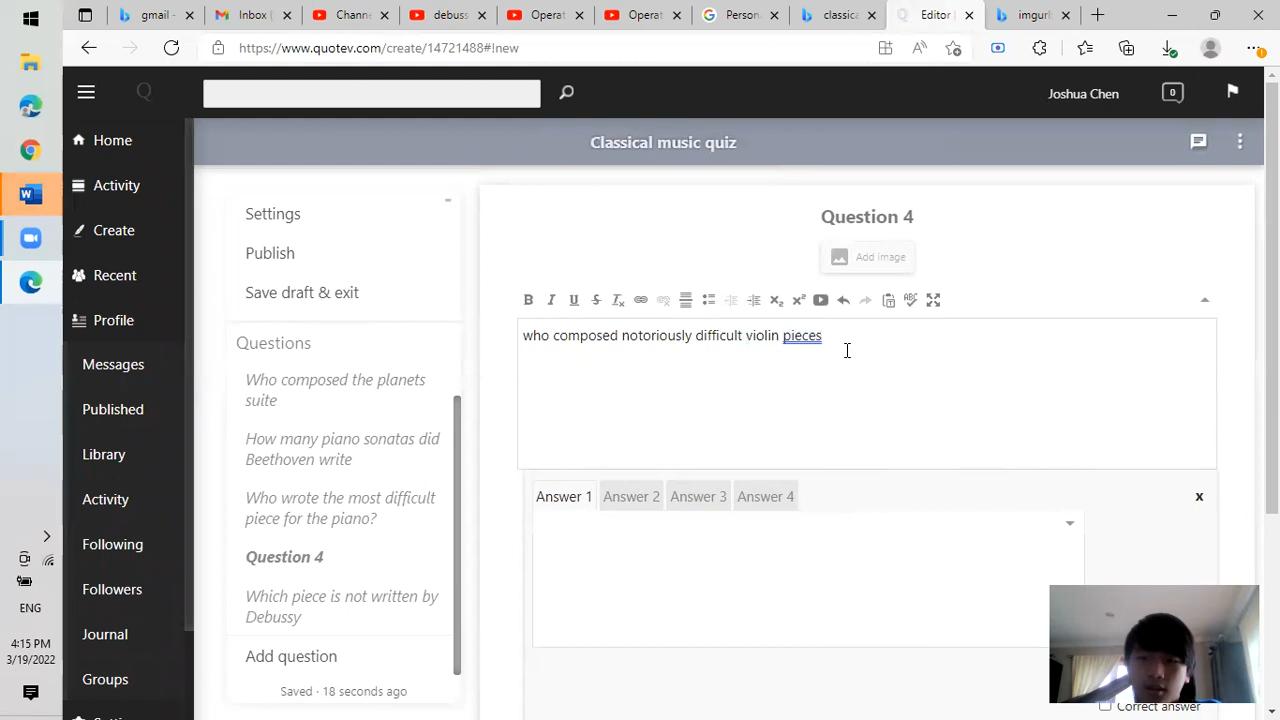 gmail -
Inbox (
Channe
debuss
Operat
Operat
Person
classica
Editor |
imgurl
https://www.quotev.com/create/14721488#!new
Q
Joshua Chen
0
Classical music quiz
Home
Activity
Create
Recent
Profile
Messages
Published
Library
Activity
Following
Followers
Journal
Groups
Settings
Publish
Save draft & exit
Questions
Who composed the planets
suite
How many piano sonatas did
Beethoven write
Who wrote the most difficult
piece for the piano?
Question 4
Which piece is not written by
Debussy
Add question
Saved · 18 seconds ago
Question 4
Add image
B I U S Tx
ABC
who composed notoriously difficult violin pieces
Answer 1 Answer 2 Answer 3 Answer 4
x
Correct answer
ENG
4:15 PM
3/19/2022